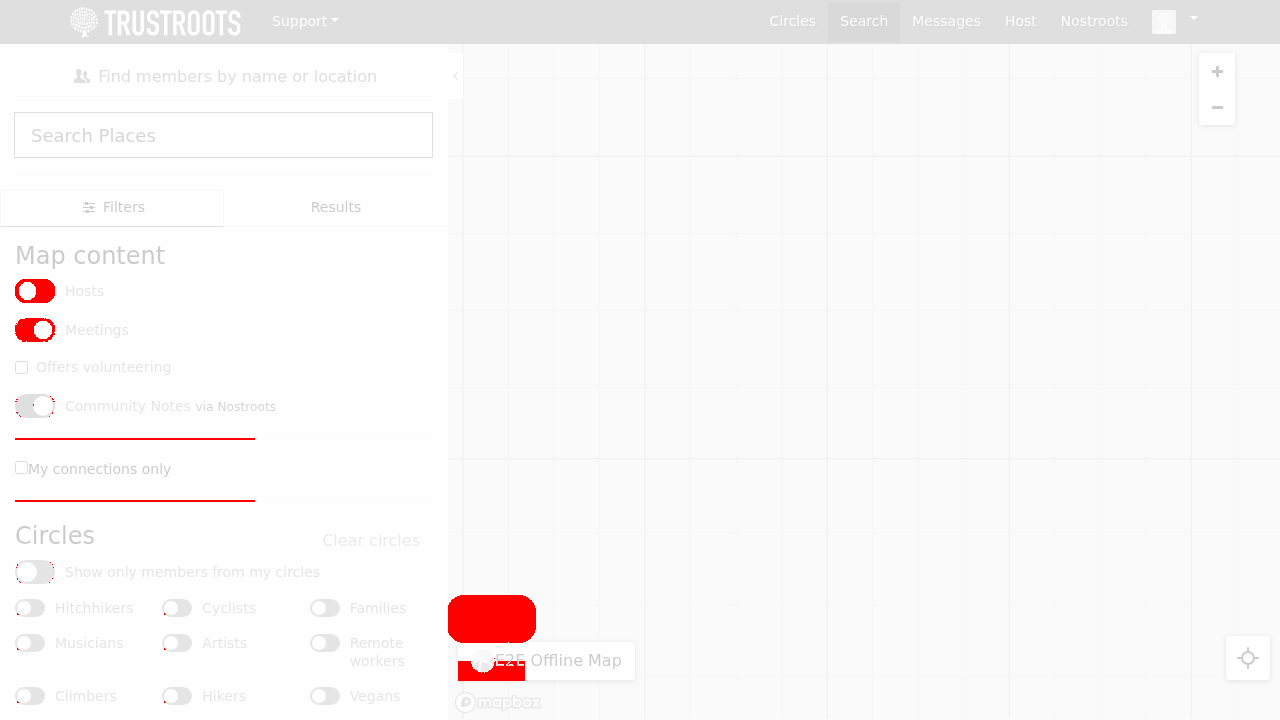 TRUSTROOTS
Support
Circles
Search
Messages
Host
Nostroots
Find members by name or location
Search Places
Filters
Results
Map content
Hosts
Meetings
Offers volunteering
Community Notes via Nostroots
My connections only
Circles
Clear circles
Show only members from my circles
Hitchhikers
Cyclists
Families
Musicians
Artists
Remote
workers
Climbers
Hikers
Vegans
E2E Offline Map
mapbox